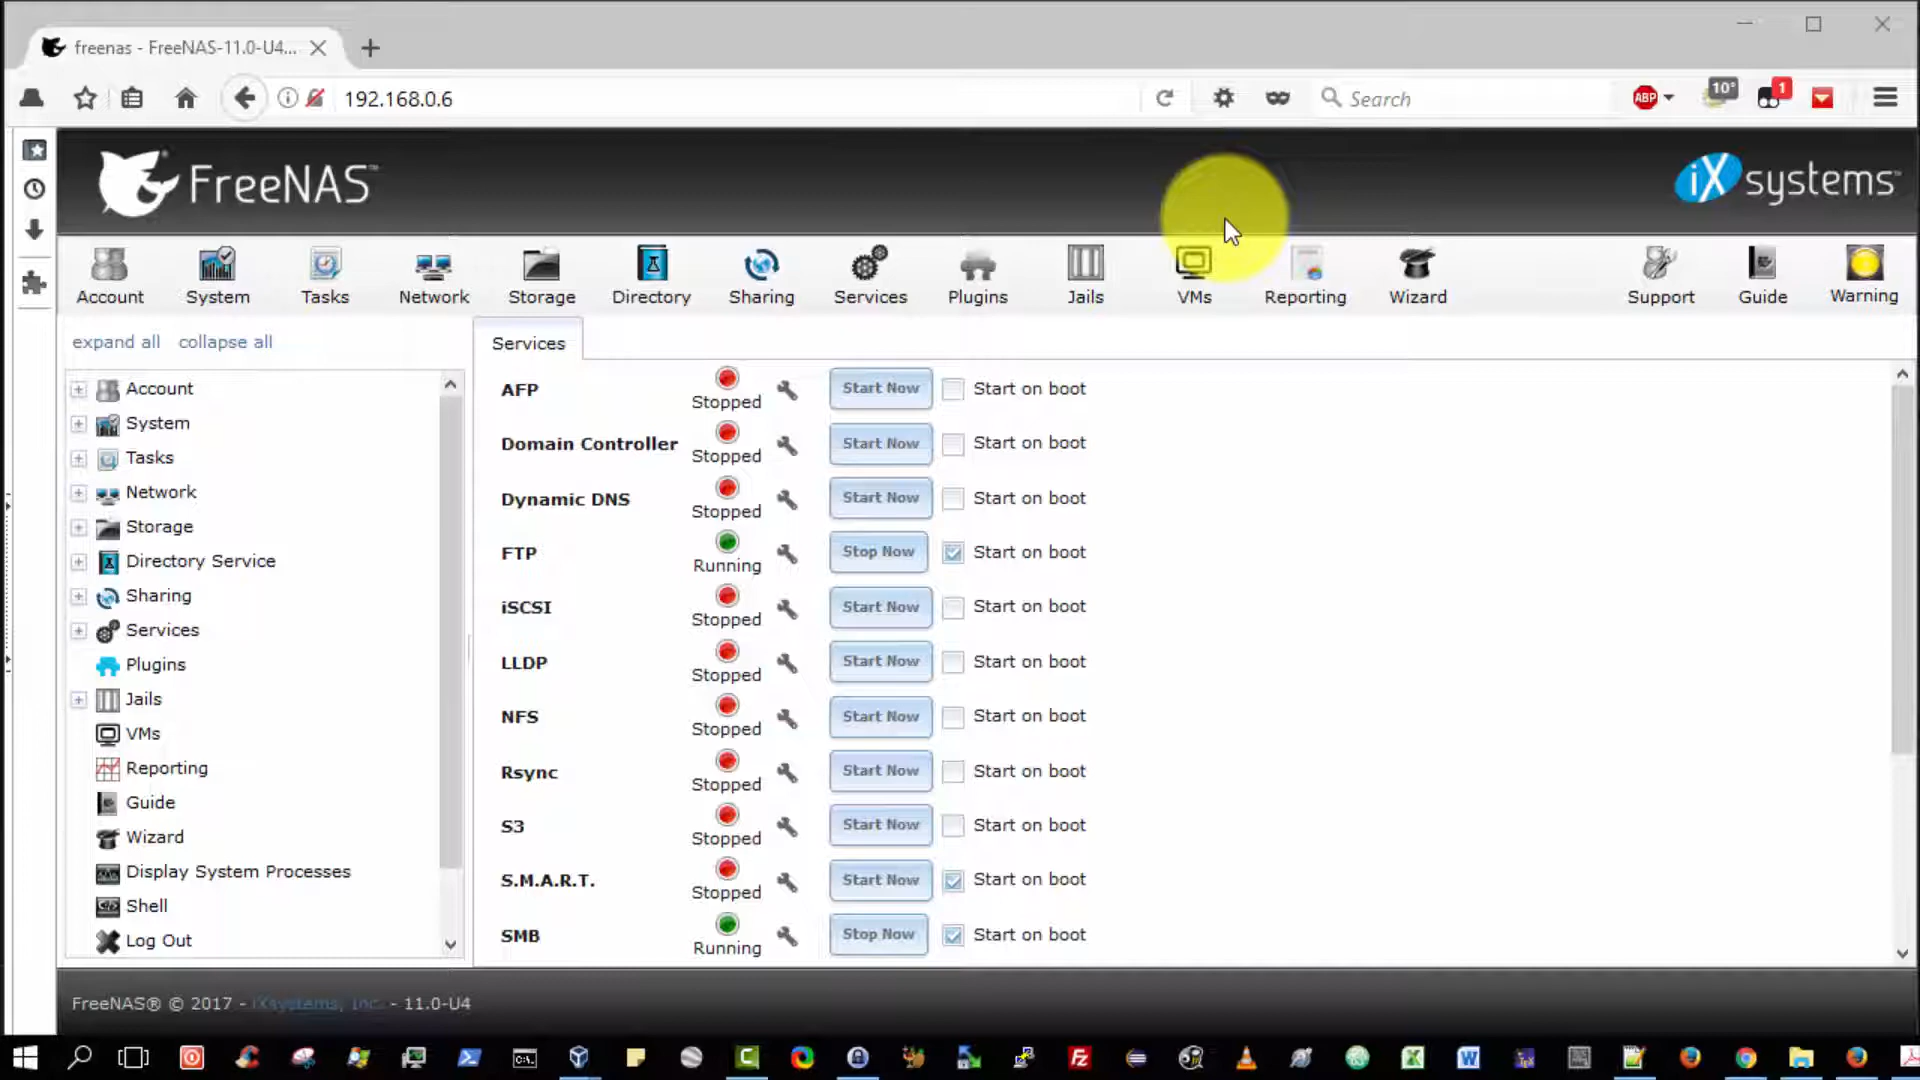 freenas - FreeNAS-11.0-U4...
192.168.0.6
Search
ABP
10°
1
FreeNAS™
iX systems™
Account System Tasks Network Storage Directory Sharing Services Plugins Jails VMs Reporting Wizard Support Guide Warning
expand all collapse all
Services
Account
System
Tasks
Network
Storage
Directory Service
Sharing
Services
Plugins
Jails
VMs
Reporting
Guide
Wizard
Display System Processes
Shell
Log Out
AFP Stopped Start Now Start on boot
Domain Controller Stopped Start Now Start on boot
Dynamic DNS Stopped Start Now Start on boot
FTP Running Stop Now Start on boot
iSCSI Stopped Start Now Start on boot
LLDP Stopped Start Now Start on boot
NFS Stopped Start Now Start on boot
Rsync Stopped Start Now Start on boot
S3 Stopped Start Now Start on boot
S.M.A.R.T. Stopped Start Now Start on boot
SMB Running Stop Now Start on boot
FreeNAS® © 2017 - iXsystems, Inc. - 11.0-U4